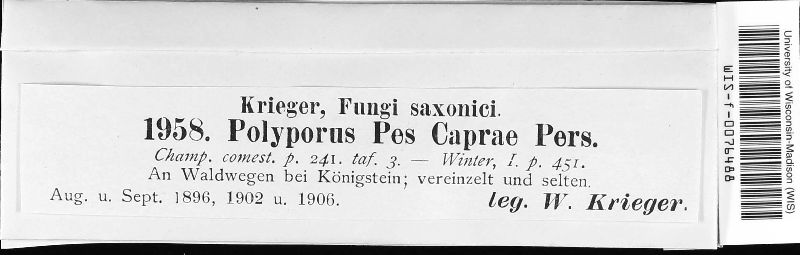 Krieger, Fungi saxonici.
1958. Polyporus Pes Caprae Pers.
Champ. comest. p. 241. taf. 3. — Winter, I. p. 451.
An Waldwegen bei Königstein; vereinzelt und selten.
Aug. u. Sept. 1896, 1902 u. 1906. leg. W. Krieger.
WIS-f-0076488
University of Wisconsin-Madison (WIS)